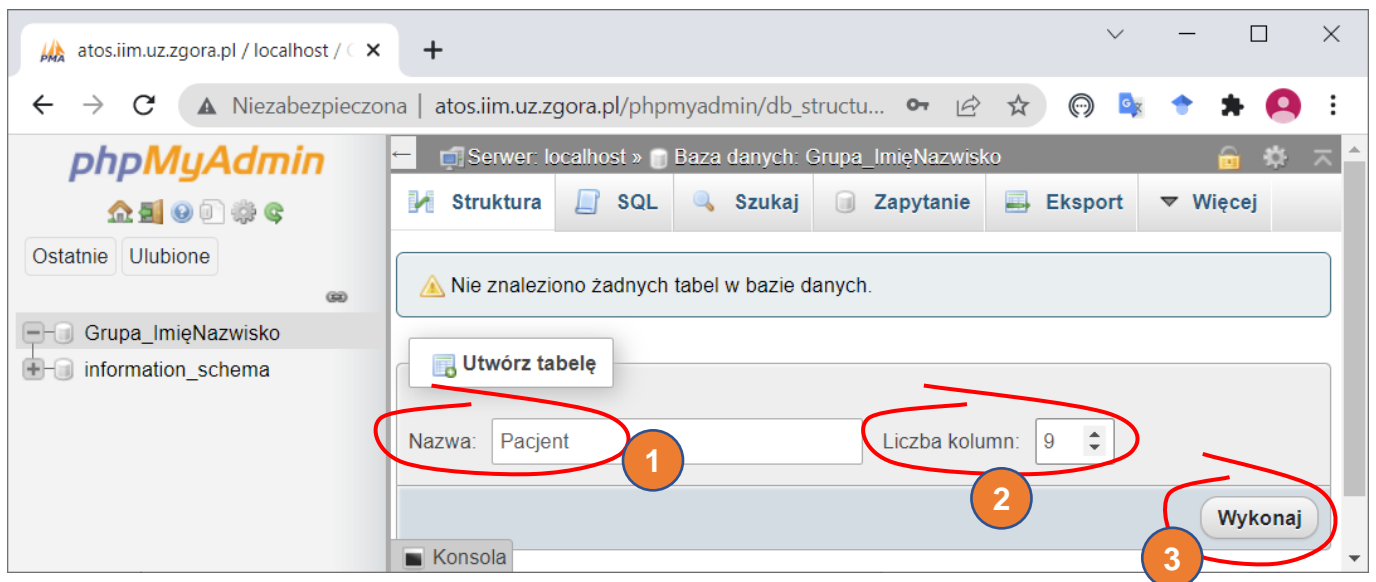 atos.iim.uz.zgora.pl / localhost /
Niezabezpieczona | atos.iim.uz.zgora.pl/phpmyadmin/db_structu...
phpMyAdmin
Ostatnie Ulubione
Grupa_ImięNazwisko
information_schema
Serwer: localhost » Baza danych: Grupa_ImięNazwisko
Struktura SQL Szukaj Zapytanie Eksport Więcej
Nie znaleziono żadnych tabel w bazie danych.
Utwórz tabelę
Nazwa: Pacjent Liczba kolumn: 9
1
2
Wykonaj
3
Konsola